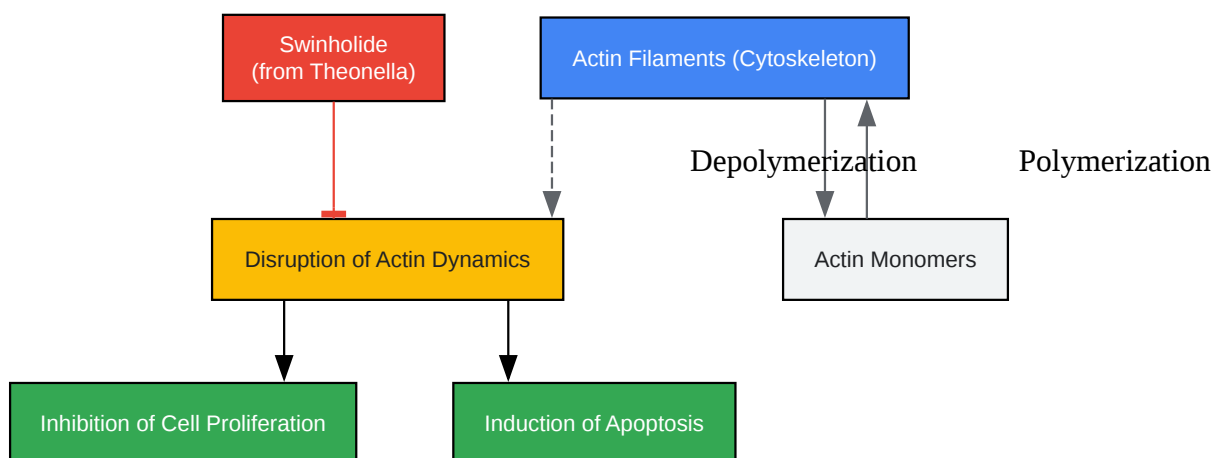 Swinholide
(from Theonella)
Actin Filaments (Cytoskeleton)
Depolymerization
Polymerization
Disruption of Actin Dynamics
Actin Monomers
Inhibition of Cell Proliferation
Induction of Apoptosis